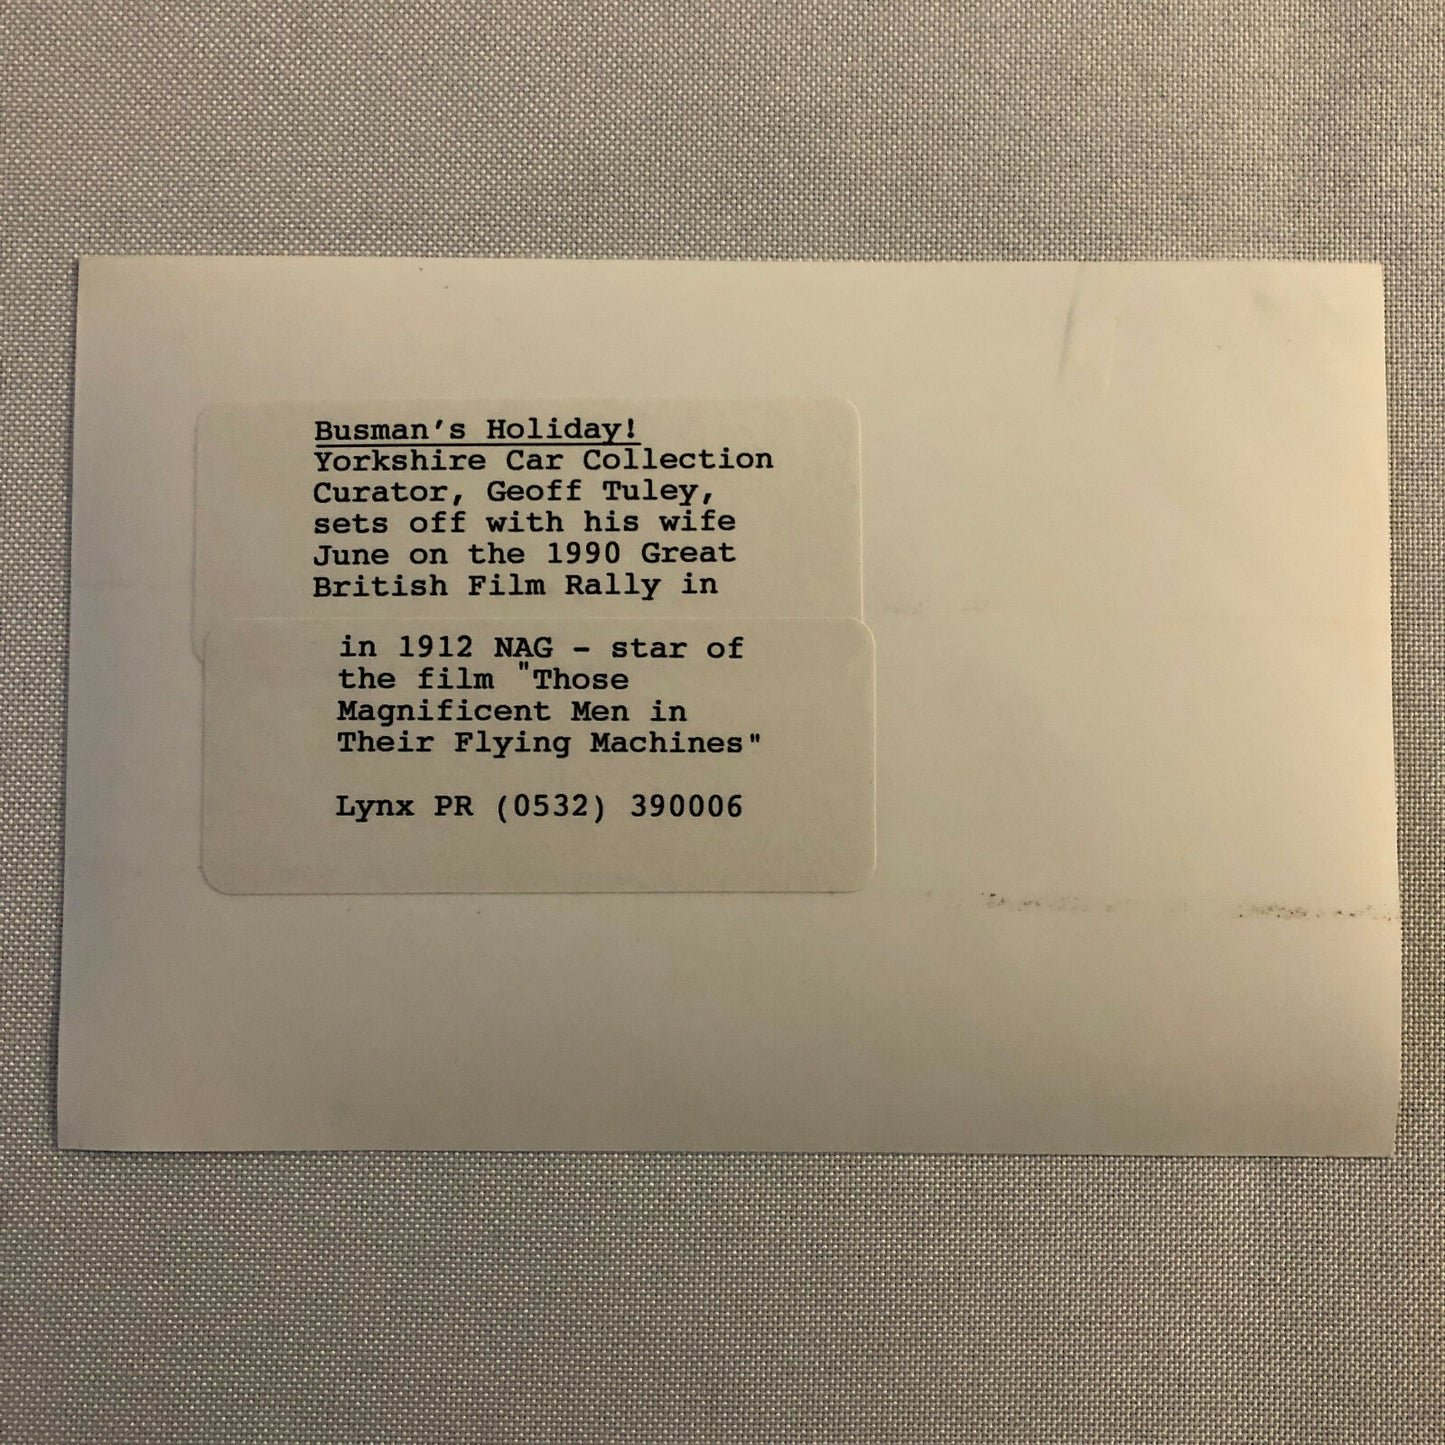 Busman's Holiday!
Yorkshire Car Collection
Curator, Geoff Tuley,
sets off with his wife
June on the 1990 Great
British Film Rally in
in 1912 NAG - star of
the film "Those
Magnificent Men in
Their Flying Machines"
Lynx PR (0532) 390006